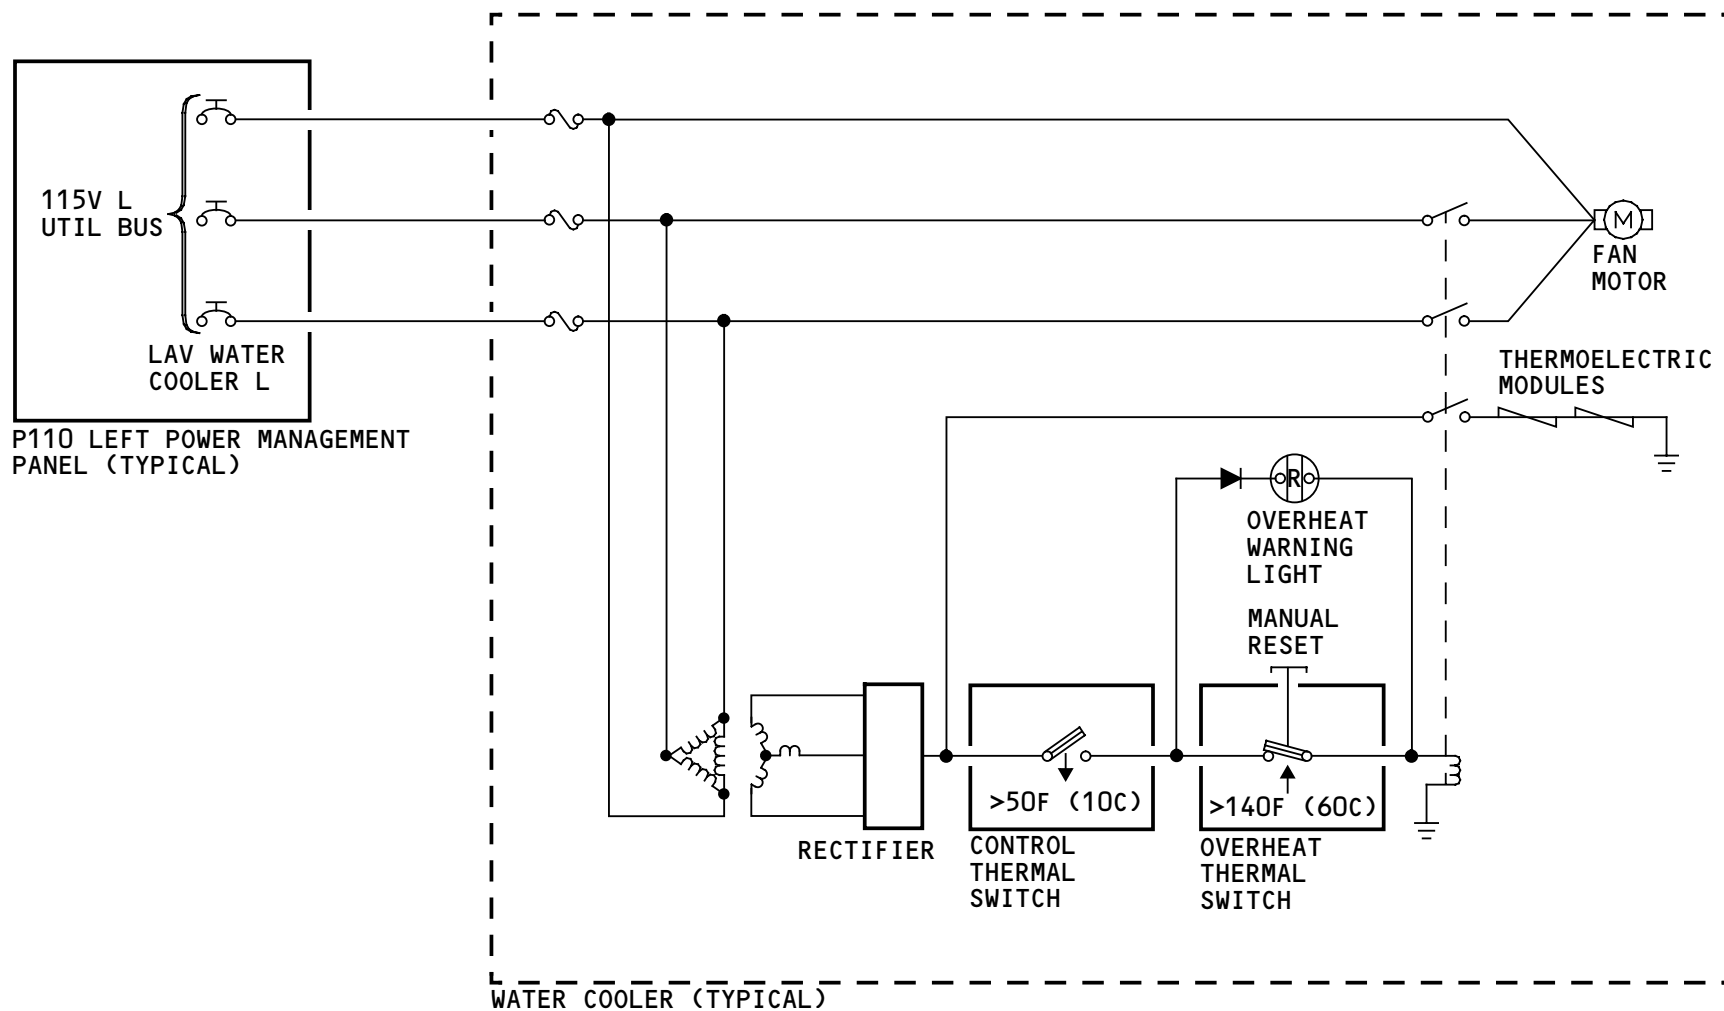 115V L
UTIL BUS
LAV WATER
COOLER L
P110 LEFT POWER MANAGEMENT
PANEL (TYPICAL)
M
FAN
MOTOR
THERMOELECTRIC
MODULES
R
OVERHEAT
WARNING
LIGHT
MANUAL
RESET
>50F (10C)
>140F (60C)
RECTIFIER
CONTROL
THERMAL
SWITCH
OVERHEAT
THERMAL
SWITCH
WATER COOLER (TYPICAL)